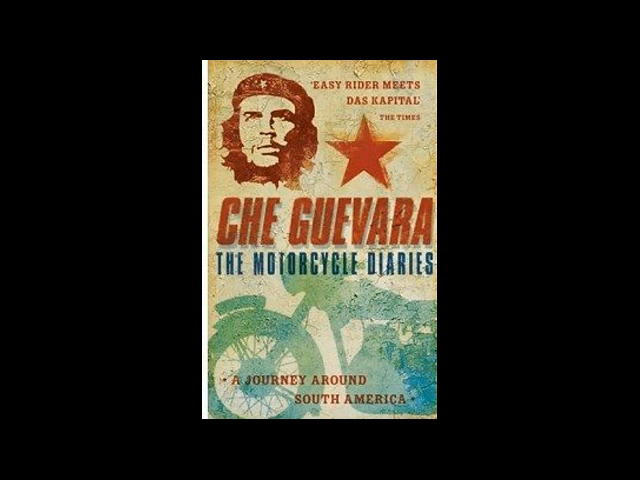 'EASY RIDER MEETS
DAS KAPITAL'
THE TIMES
CHE GUEVARA
THE MOTORCYCLE DIARIES
• A JOURNEY AROUND
SOUTH AMERICA •